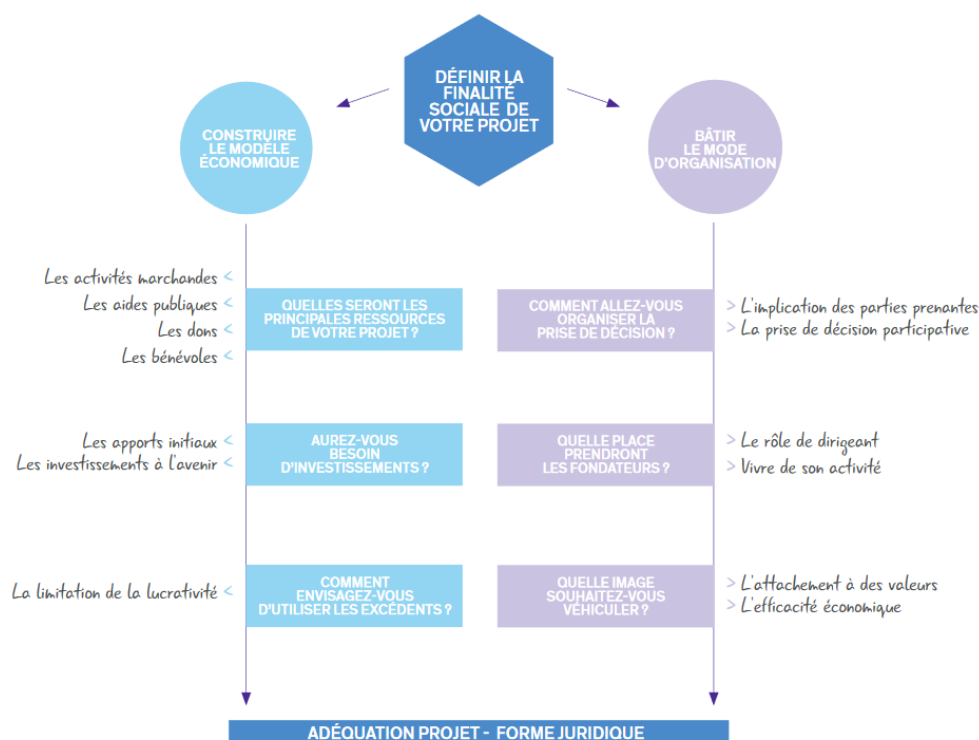 DÉFINIR LA
FINALITÉ
SOCIALE DE
VOTRE PROJET
CONSTRUIRE
LE MODÈLE
ÉCONOMIQUE
BÂTIR
LE MODE
D'ORGANISATION
Les activités marchandes <
Les aides publiques <
Les dons <
Les bénévoles <
QUELLES SERONT LES
PRINCIPALES RESSOURCES
DE VOTRE PROJET ?
COMMENT ALLEZ-VOUS
ORGANISER LA
PRISE DE DÉCISION ?
> L'implication des parties prenantes
> La prise de décision participative
Les apports initiaux <
Les investissements à l'avenir <
AUREZ-VOUS
BESOIN
D'INVESTISSEMENTS ?
QUELLE PLACE
PRENDRONT
LES FONDATEURS ?
> Le rôle de dirigeant
> Vivre de son activité
La limitation de la lucrativité <
COMMENT
ENVISAGEZ-VOUS
D'UTILISER LES EXCÉDENTS ?
QUELLE IMAGE
SOUHAITEZ-VOUS
VÉHICULER ?
> L'attachement à des valeurs
> L'efficacité économique
ADÉQUATION PROJET - FORME JURIDIQUE